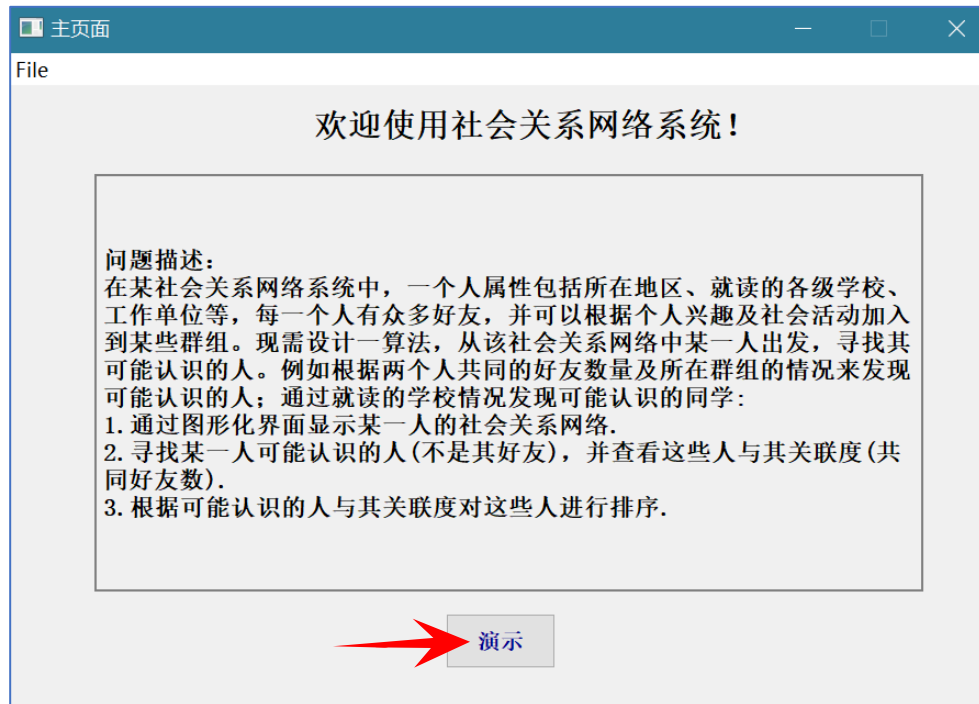 主页面
File
欢迎使用社会关系网络系统!
问题描述:
在某社会关系网络系统中，一个人属性包括所在地区、就读的各级学校、
工作单位等，每一个人有众多好友，并可以根据个人兴趣及社会活动加入
到某些群组。现需设计一算法，从该社会关系网络中某一人出发，寻找其
可能认识的人。例如根据两个人共同的好友数量及所在群组的情况来发现
可能认识的人；通过就读的学校情况发现可能认识的同学:
1.通过图形化界面显示某一人的社会关系网络.
2.寻找某一人可能认识的人(不是其好友)，并查看这些人与其关联度(共
同好友数).
3.根据可能认识的人与其关联度对这些人进行排序.
演示